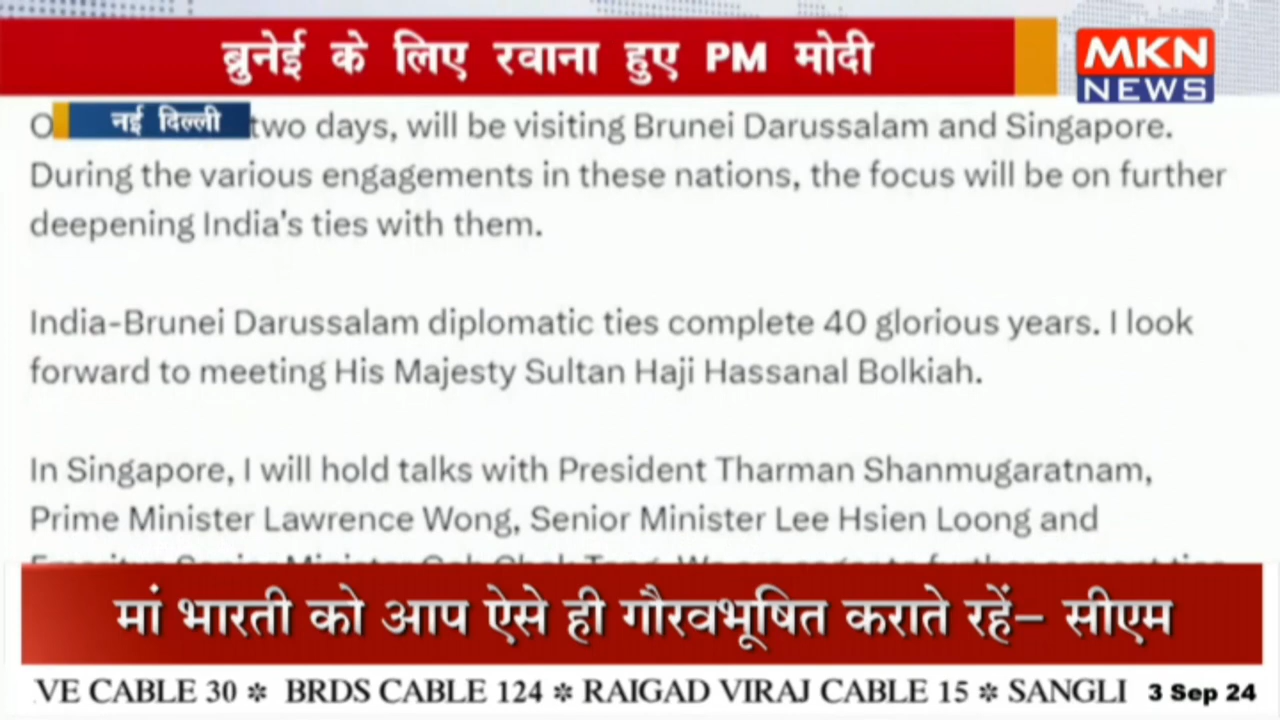 ब्रुनेई के लिए रवाना हुए PM मोदी
MKN
NEWS
नई दिल्ली
two days, will be visiting Brunei Darussalam and Singapore.
During the various engagements in these nations, the focus will be on further
deepening India's ties with them.
India-Brunei Darussalam diplomatic ties complete 40 glorious years. I look
forward to meeting His Majesty Sultan Haji Hassanal Bolkiah.
In Singapore, I will hold talks with President Tharman Shanmugaratnam,
Prime Minister Lawrence Wong, Senior Minister Lee Hsien Loong and
मां भारती को आप ऐसे ही गौरवभूषित कराते रहें– सीएम
VE CABLE 30 ❇ BRDS CABLE 124 ❇ RAIGAD VIRAJ CABLE 15 ❇ SANGLI
3 Sep 24